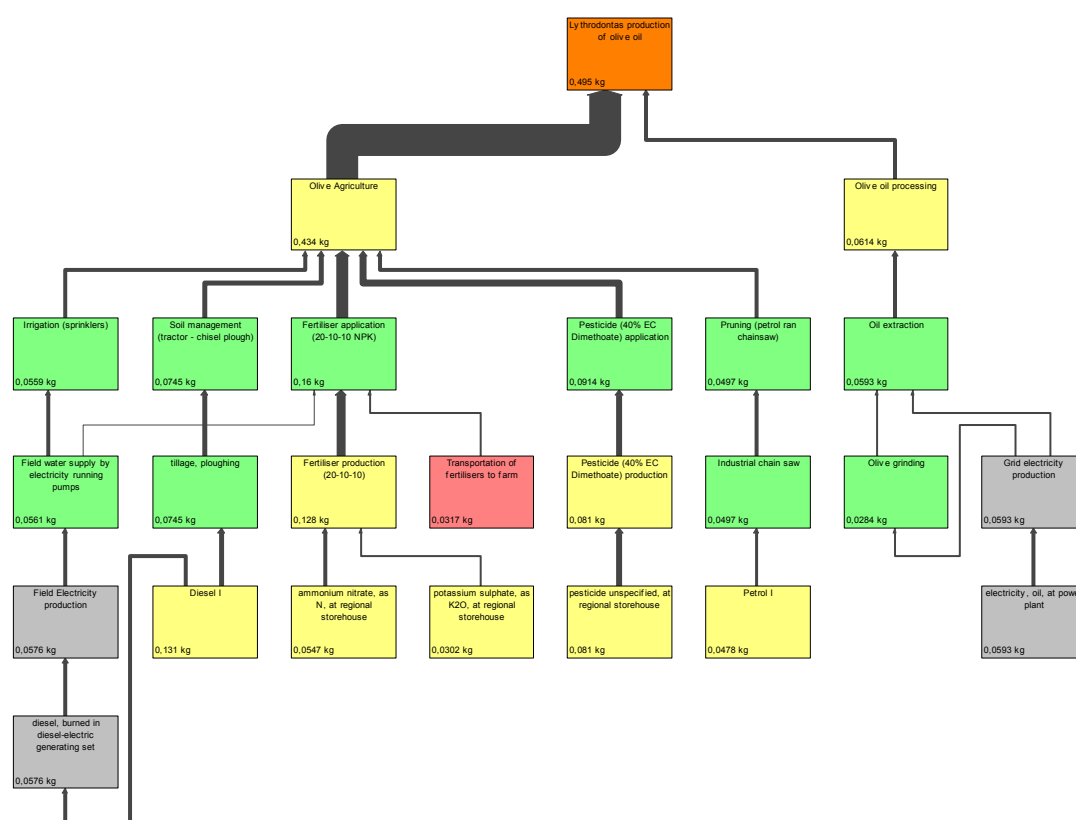 Lythrodontas production
of olive oil
0,495 kg
Olive Agriculture
0,434 kg
Olive oil processing
0,0614 kg
Irrigation (sprinklers)
0,0559 kg
Soil management
(tractor - chisel plough)
0,0745 kg
Fertiliser application
(20-10-10 NPK)
0,16 kg
Pesticide (40% EC
Dimethoate) application
0,0914 kg
Pruning (petrol ran
chainsaw)
0,0497 kg
Oil extraction
0,0593 kg
Field water supply by
electricity running
pumps
0,0561 kg
tillage, ploughing
0,0745 kg
Fertiliser production
(20-10-10)
0,128 kg
Transportation of
fertilisers to farm
0,0317 kg
Pesticide (40% EC
Dimethoate) production
0,081 kg
Industrial chain saw
0,0497 kg
Olive grinding
0,0284 kg
Grid electricity
production
0,0593 kg
Field Electricity
production
0,0576 kg
Diesel I
0,131 kg
ammonium nitrate, as
N, at regional
storehouse
0,0547 kg
potassium sulphate, as
K2O, at regional
storehouse
0,0302 kg
pesticide unspecified, at
regional storehouse
0,081 kg
Petrol I
0,0478 kg
electricity, oil, at powe
plant
0,0593 kg
diesel, burned in
diesel-electric
generating set
0,0576 kg